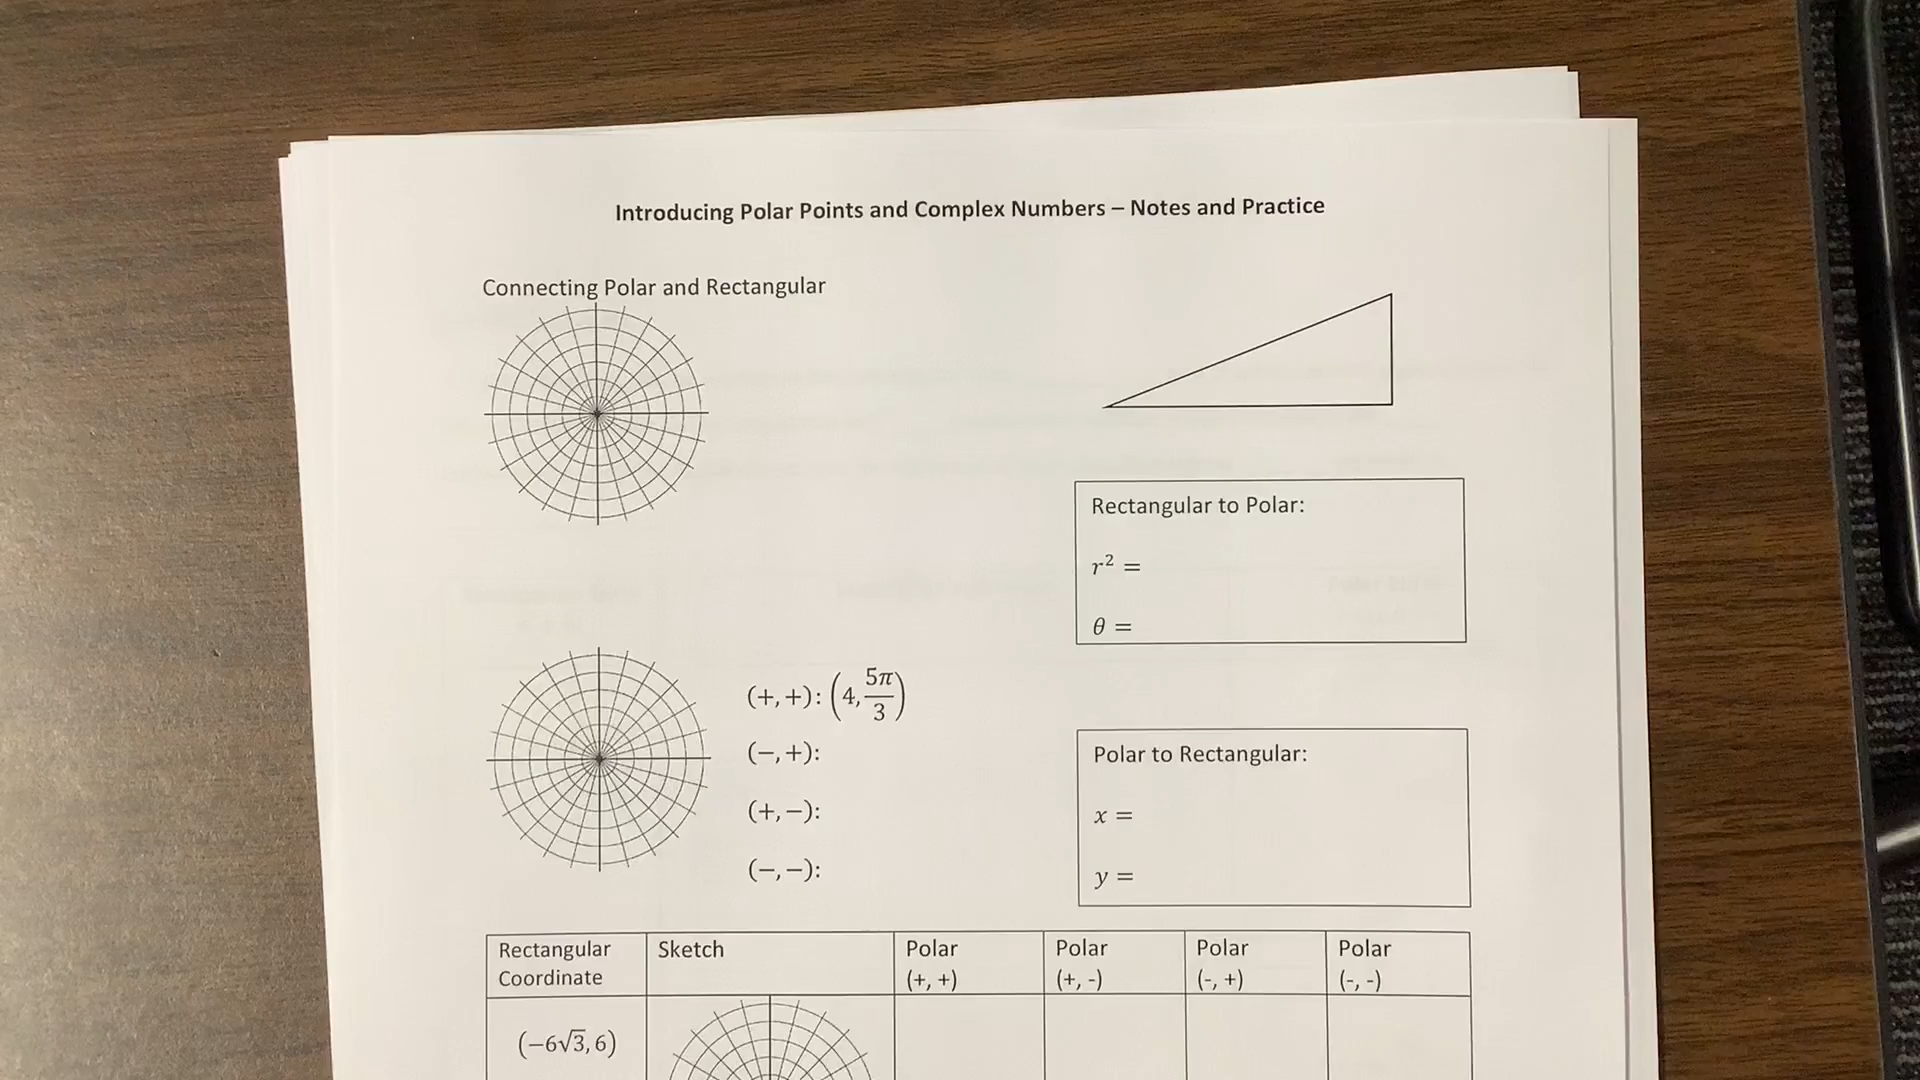 Introducing Polar Points and Complex Numbers – Notes and Practice
Connecting Polar and Rectangular
Rectangular to Polar:
r² =
θ =
(+,+): (4, 5π/3)
(−,+):
(+,−):
(−,−):
Polar to Rectangular:
x =
y =
Rectangular Coordinate | Sketch | Polar (+, +) | Polar (+, -) | Polar (-, +) | Polar (-, -)
(−6√3, 6)